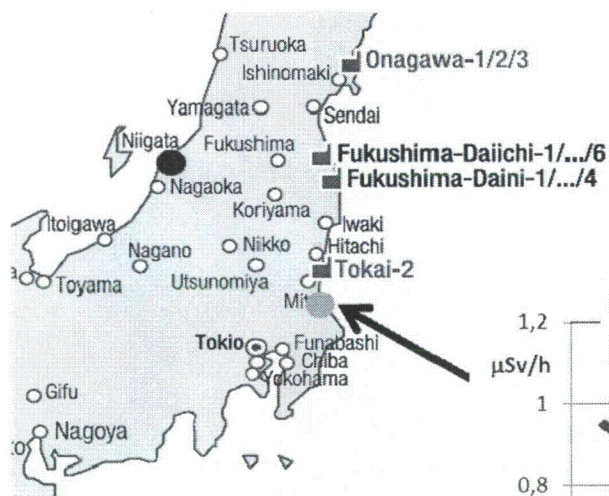 Tsuruoka
Onagawa-1/2/3
Ishinomaki
Yamagata
Sendai
Niigata
Fukushima
Fukushima-Daiichi-1/.../6
Fukushima-Daini-1/.../4
Nagaoka
Koriyama
Itoigawa
Iwaki
Nikko
Hitachi
Nagano
Tokai-2
Toyama
Utsunomiya
Mit
Tokio
Funabashi
Chiba
Yokohama
Gifu
Nagoya
1,2
µSv/h
1
0,8